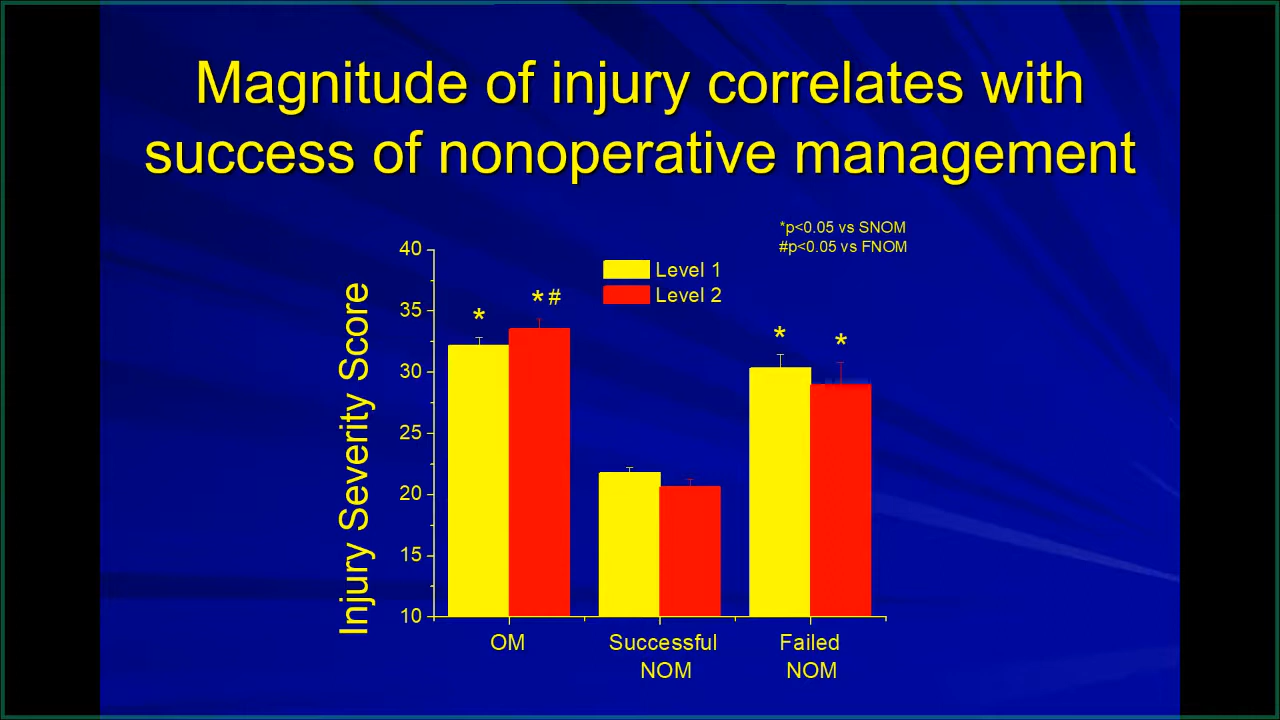 Magnitude of injury correlates with
success of nonoperative management
*p<0.05 vs SNOM
#p<0.05 vs FNOM
Level 1
Level 2
Injury Severity Score
40
35
30
25
20
15
10
*
*#
*
*
OM
Successful
NOM
Failed
NOM